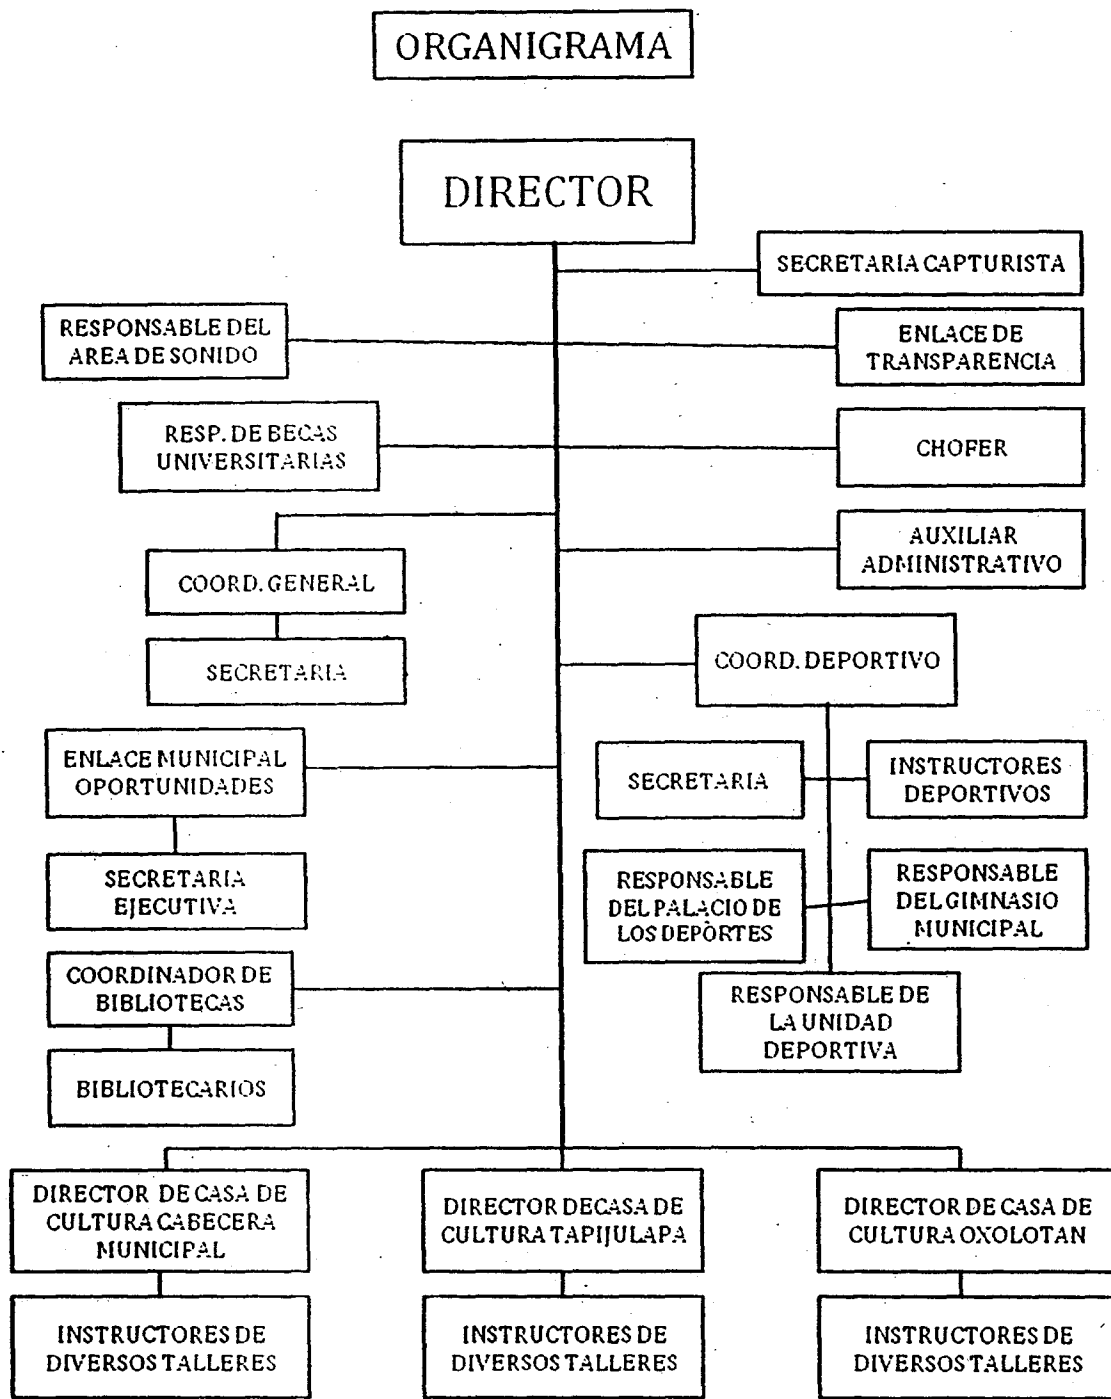 ORGANIGRAMA
DIRECTOR
SECRETARIA CAPTURISTA
RESPONSABLE DEL
AREA DE SONIDO
ENLACE DE
TRANSPARENCIA
RESP. DE BECAS
UNIVERSITARIAS
CHOFER
AUXILIAR
ADMINISTRATIVO
COORD. GENERAL
SECRETARIA
COORD. DEPORTIVO
ENLACE MUNICIPAL
OPORTUNIDADES
SECRETARIA
INSTRUCTORES
DEPORTIVOS
SECRETARIA
EJECUTIVA
RESPONSABLE
DEL PALACIO DE
LOS DEPORTES
RESPONSABLE
DEL GIMNASIO
MUNICIPAL
COORDINADOR DE
BIBLIOTECAS
RESPONSABLE DE
LA UNIDAD
DEPORTIVA
BIBLIOTECARIOS
DIRECTOR DE CASA DE
CULTURA CABECERA
MUNICIPAL
DIRECTOR DE CASA DE
CULTURA TAPIJULAPA
DIRECTOR DE CASA DE
CULTURA OXOLOTAN
INSTRUCTORES DE
DIVERSOS TALLERES
INSTRUCTORES DE
DIVERSOS TALLERES
INSTRUCTORES DE
DIVERSOS TALLERES